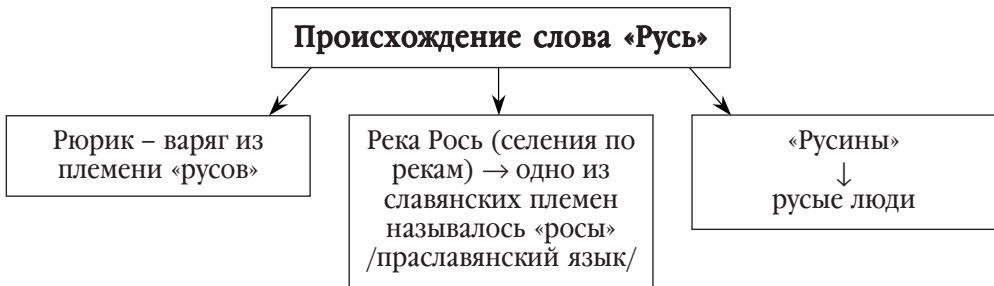 Происхождение слова «Русь»
Рюрик – варяг из
племени «русов»
Река Рось (селения по
рекам) → одно из
славянских племен
называлось «росы»
/праславянский язык/
«Русины»
↓
русые люди